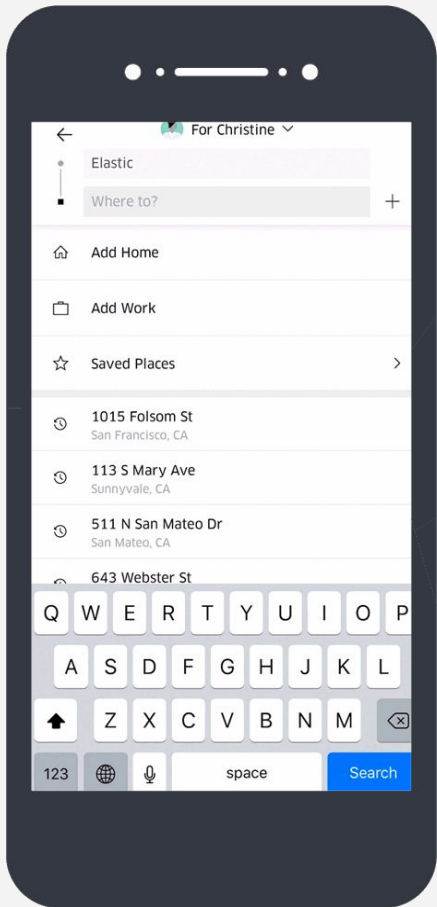 For Christine
Elastic
Where to?
Add Home
Add Work
Saved Places
1015 Folsom St
San Francisco, CA
113 S Mary Ave
Sunnyvale, CA
511 N San Mateo Dr
San Mateo, CA
643 Webster St
Q W E R T Y U I O P
A S D F G H J K L
Z X C V B N M
123 space Search